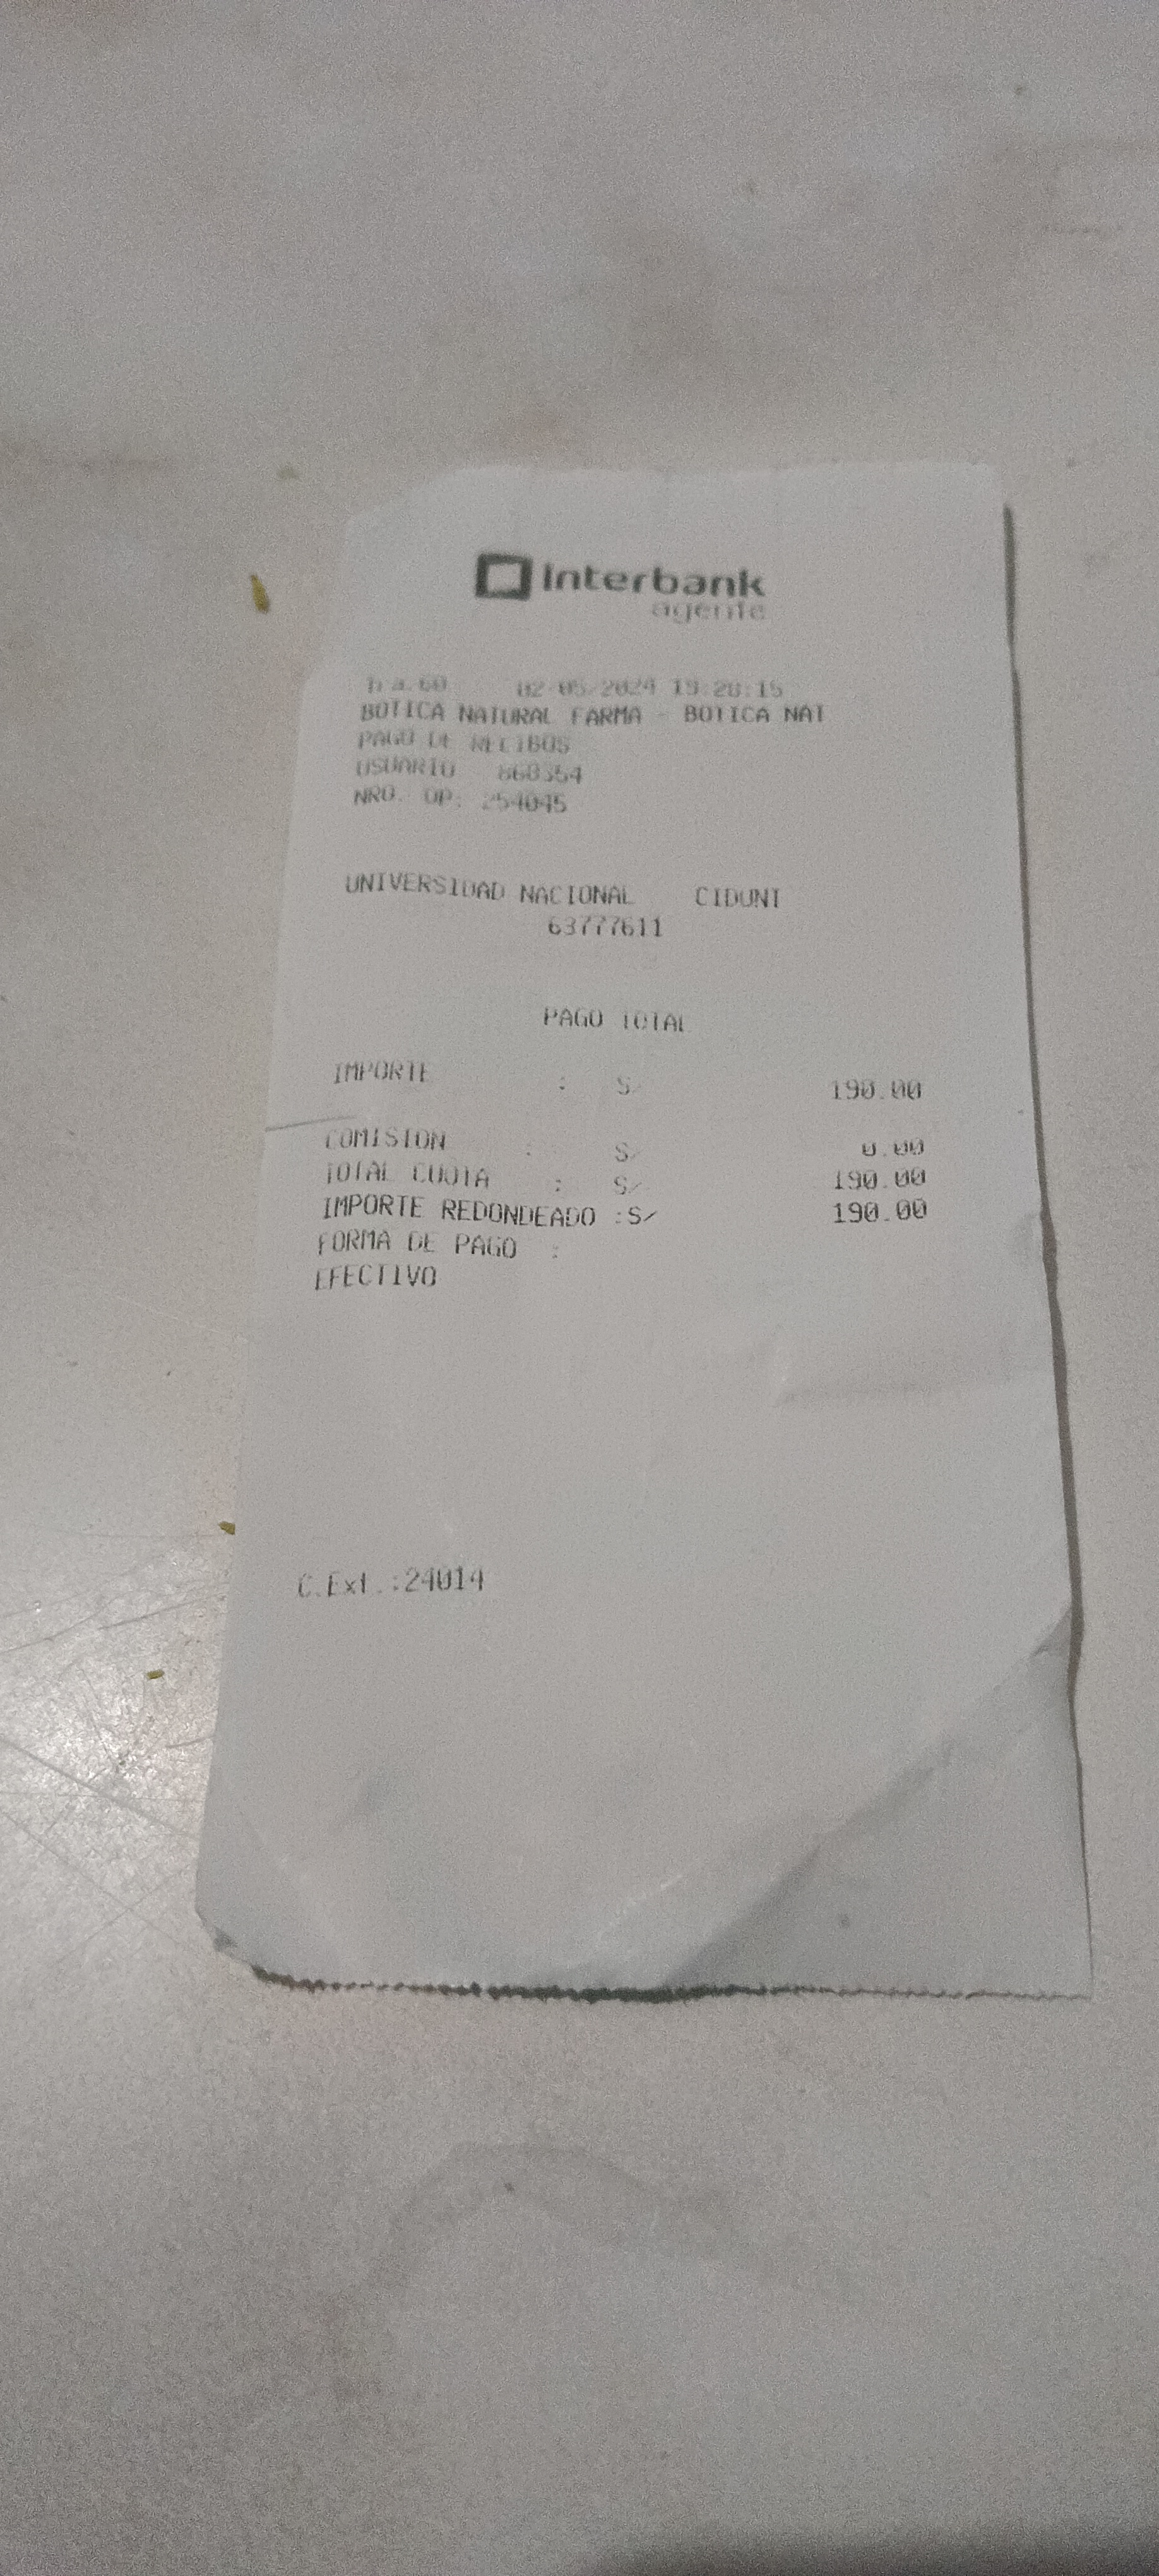 Interbank
agente
02/05/2024 19:28:15
BOTICA NATURAL FARMA - BOTICA NAT
PAGO DE RECIBOS
USUARIO 860354
NRO. OP: 254045
UNIVERSIDAD NACIONAL CIDUNI
63777611
PAGO TOTAL
IMPORTE : S/ 190.00
COMISION : S/ 0.00
TOTAL CUOTA : S/ 190.00
IMPORTE REDONDEADO :S/ 190.00
FORMA DE PAGO :
EFECTIVO
C.Ext.:24014